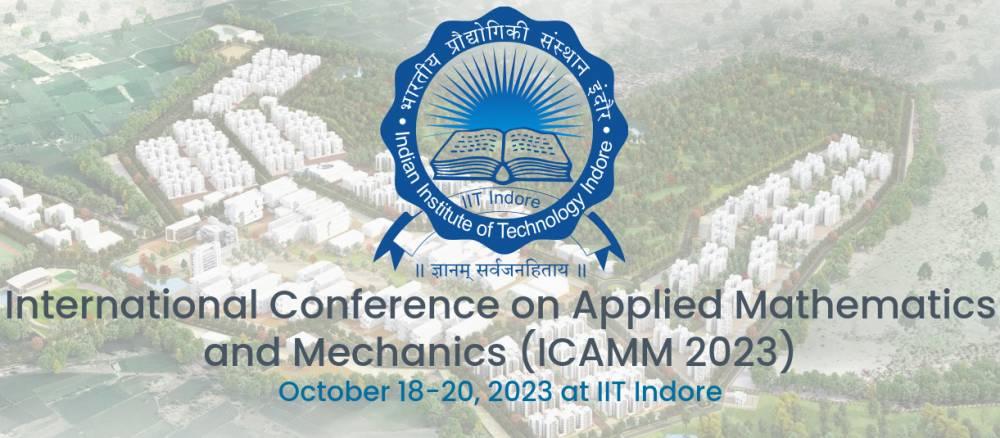 भारतीय प्रौद्योगिकी संस्थान इंदौर
Indian Institute of Technology Indore
IIT Indore
॥ ज्ञानम् सर्वजनहिताय ॥
International Conference on Applied Mathematics
and Mechanics (ICAMM 2023)
October 18-20, 2023 at IIT Indore